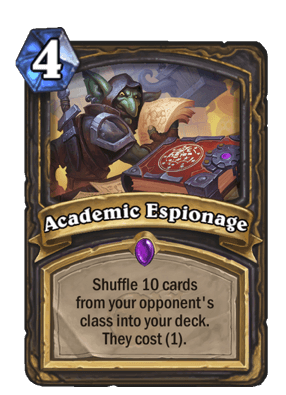 4
Academic Espionage
Shuffle 10 cards
from your opponent's
class into your deck.
They cost (1).